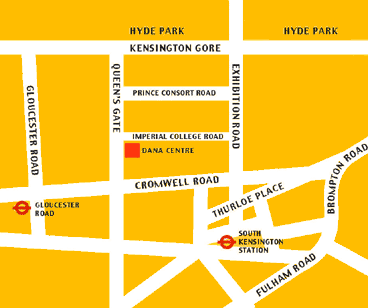 HYDE PARK
HYDE PARK
KENSINGTON GORE
QUEEN'S GATE
EXHIBITION ROAD
GLOUCESTER ROAD
PRINCE CONSORT ROAD
IMPERIAL COLLEGE ROAD
DANA CENTRE
CROMWELL ROAD
BROMPTON ROAD
THURLOE PLACE
GLOUCESTER
ROAD
SOUTH
KENSINGTON
STATION
FULHAM ROAD